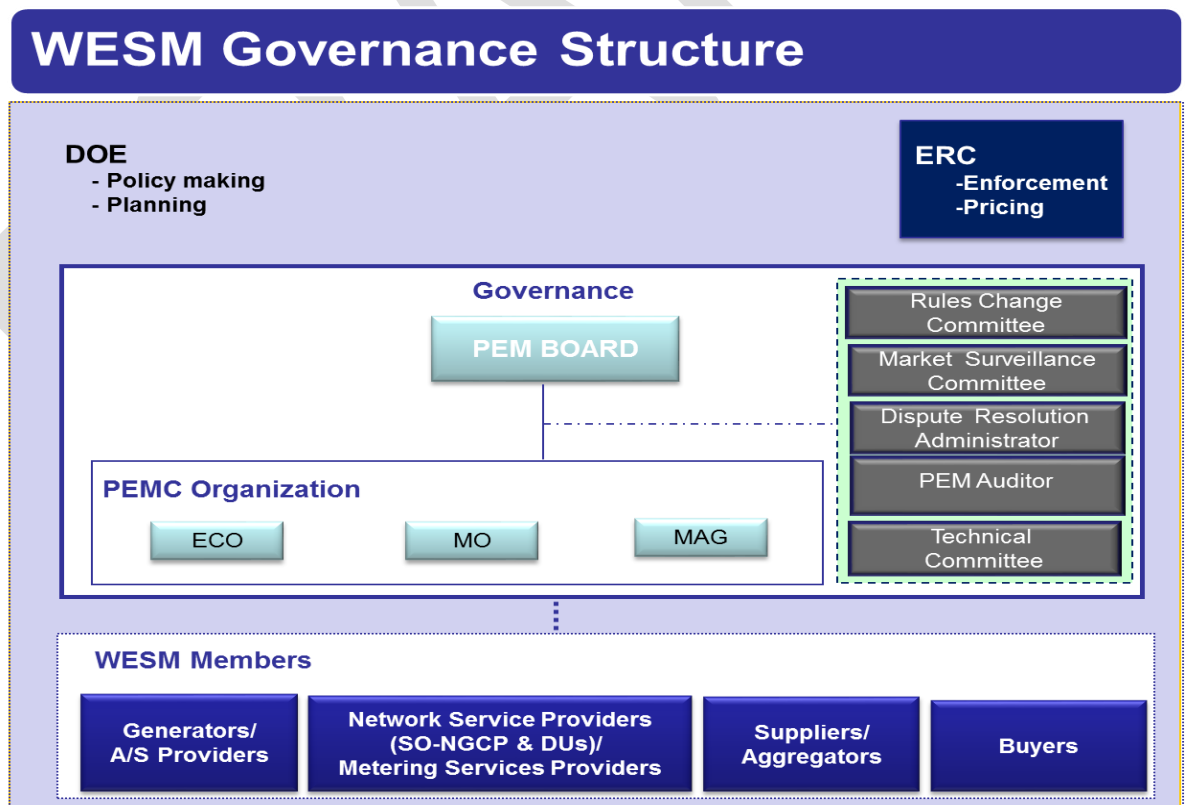 WESM Governance Structure
DOE
- Policy making
- Planning
ERC
-Enforcement
-Pricing
Governance
PEM BOARD
Rules Change
Committee
Market Surveillance
Committee
Dispute Resolution
Administrator
PEM Auditor
Technical
Committee
PEMC Organization
ECO
MO
MAG
WESM Members
Generators/
A/S Providers
Network Service Providers
(SO-NGCP & DUs)/
Metering Services Providers
Suppliers/
Aggregators
Buyers